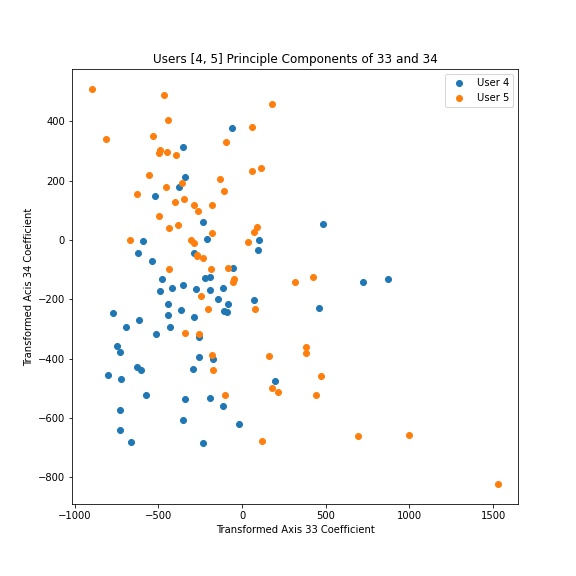 Users [4, 5] Principle Components of 33 and 34
User 4
User 5
400
200
0
−200
−400
−600
−800
Transformed Acis 34 Coefficient
−1000
−500
0
500
1000
1500
Transformed Axis 33 Coefficient